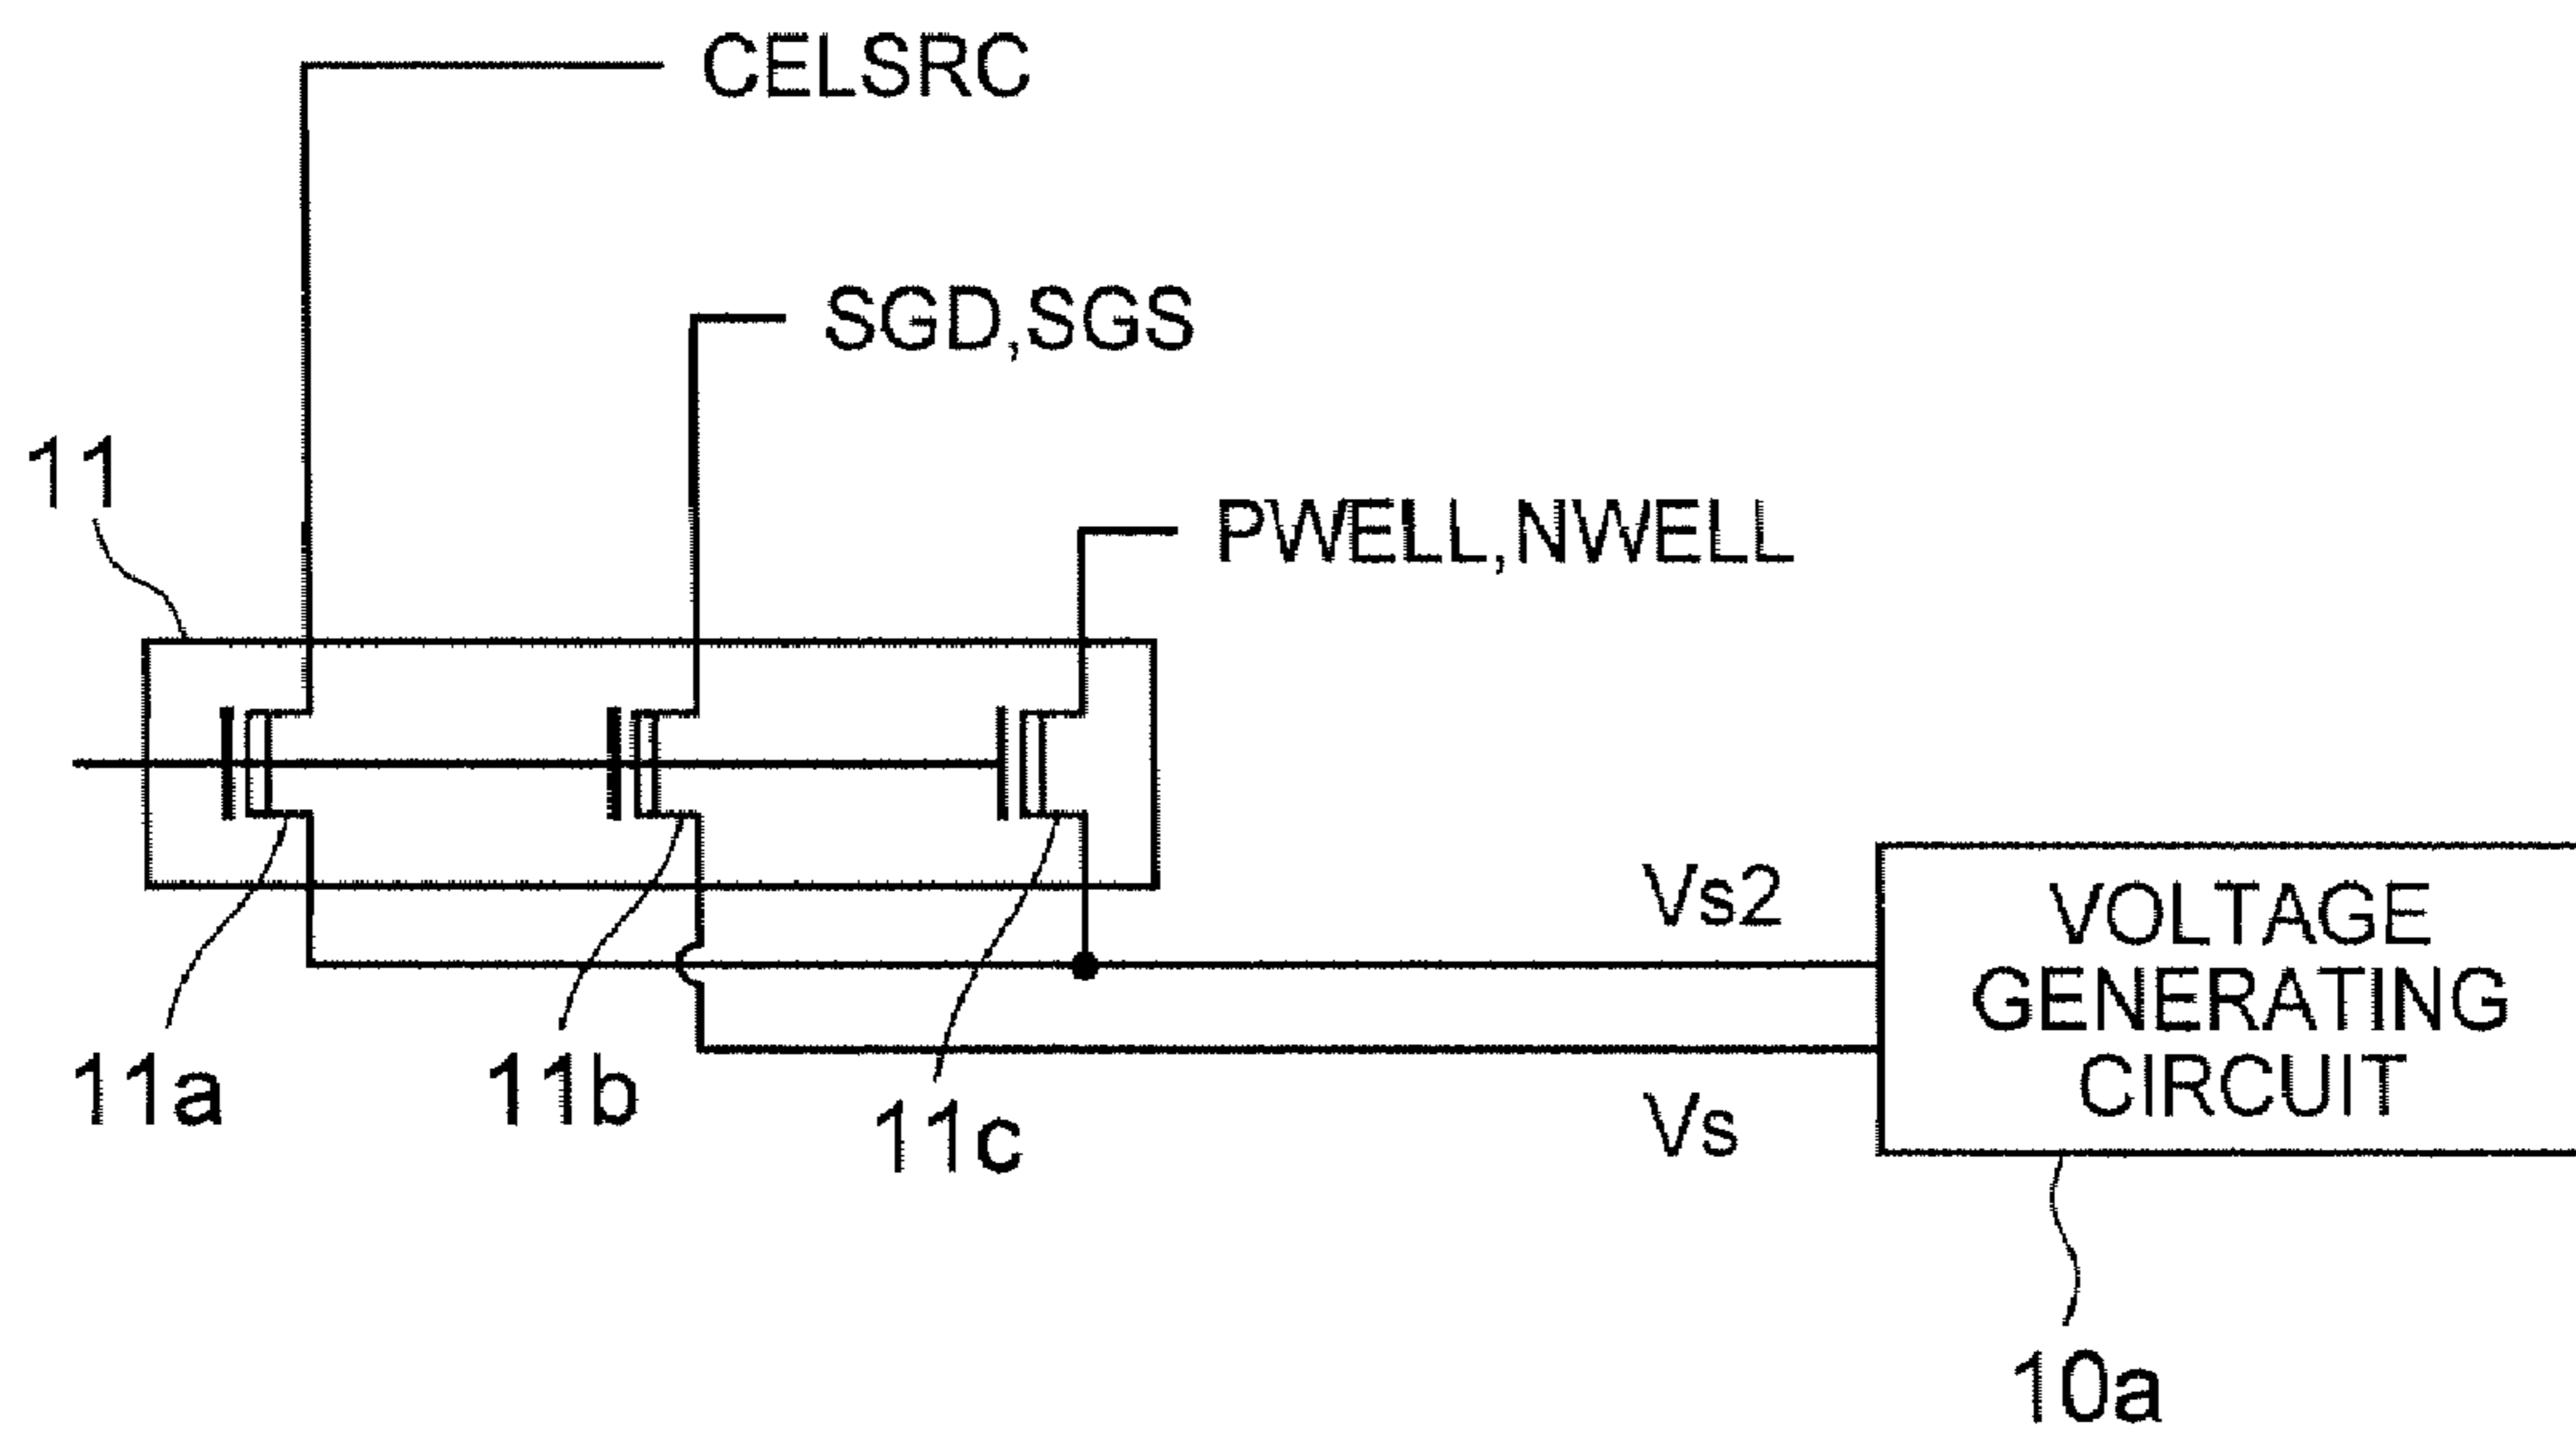 CELSRC
SGD,SGS
11
PWELL,NWELL
Vs2
VOLTAGE
GENERATING
CIRCUIT
11a
11b
11c
Vs
10a